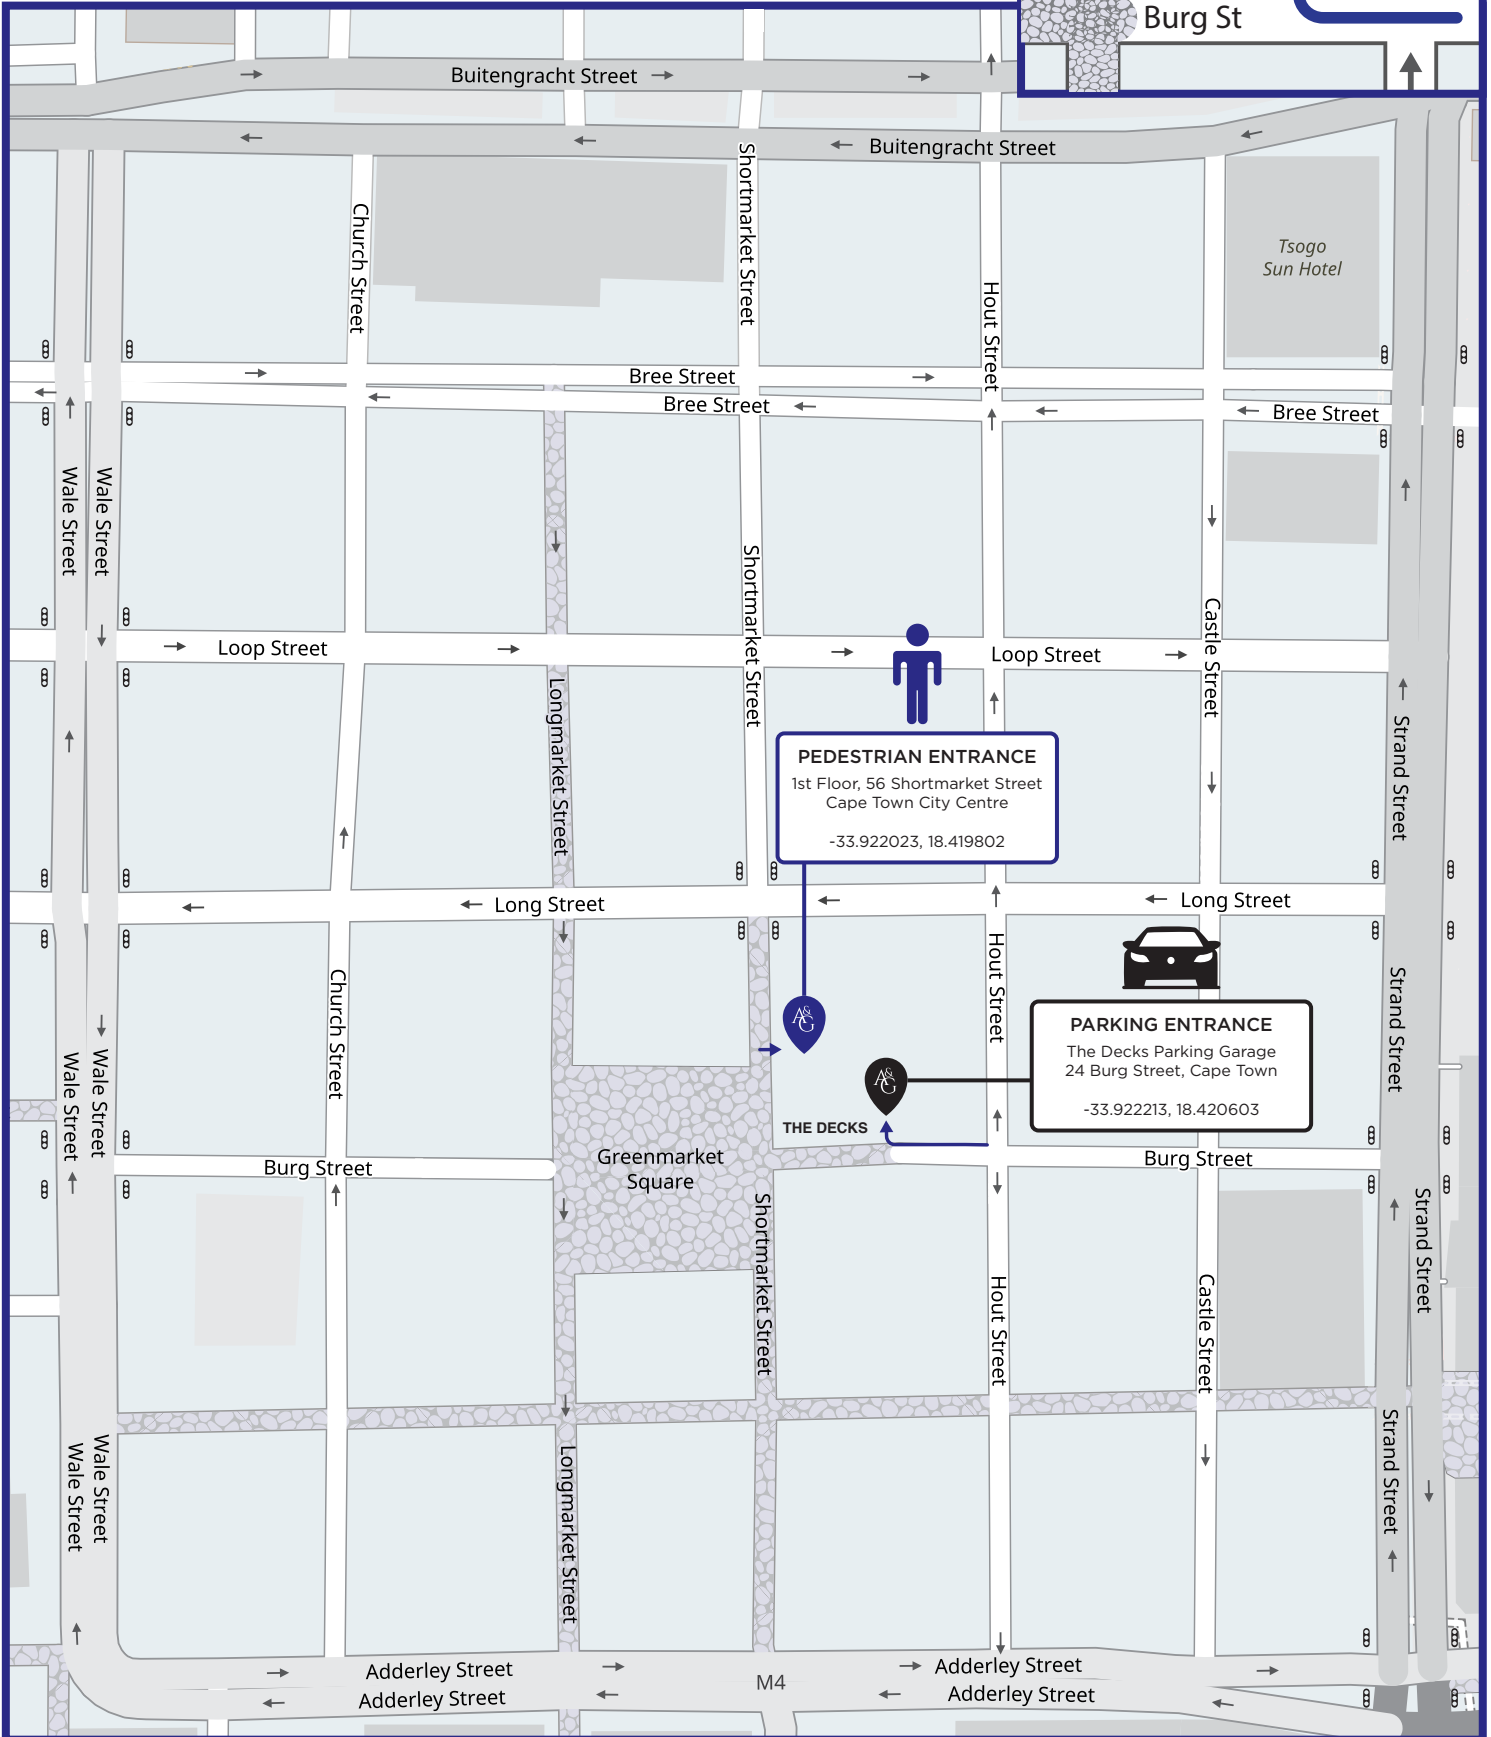 Burg St
Buitengracht Street
Buitengracht Street
Shortmarket Street
Church Street
Tsogo
Sun Hotel
Hout Street
Bree Street
Bree Street
Bree Street
Wale Street
Wale Street
Shortmarket Street
Castle Street
Loop Street
Loop Street
Longmarket Street
Strand Street
PEDESTRIAN ENTRANCE
1st Floor, 56 Shortmarket Street
Cape Town City Centre
-33.922023, 18.419802
Long Street
Long Street
Hout Street
Church Street
Strand Street
A&G
PARKING ENTRANCE
The Decks Parking Garage
24 Burg Street, Cape Town
-33.922213, 18.420603
A&G
THE DECKS
Wale Street
Wale Street
Burg Street
Greenmarket
Square
Burg Street
Shortmarket Street
Strand Street
Hout Street
Castle Street
Strand Street
Wale Street
Wale Street
Longmarket Street
Adderley Street
Adderley Street
M4
Adderley Street
Adderley Street